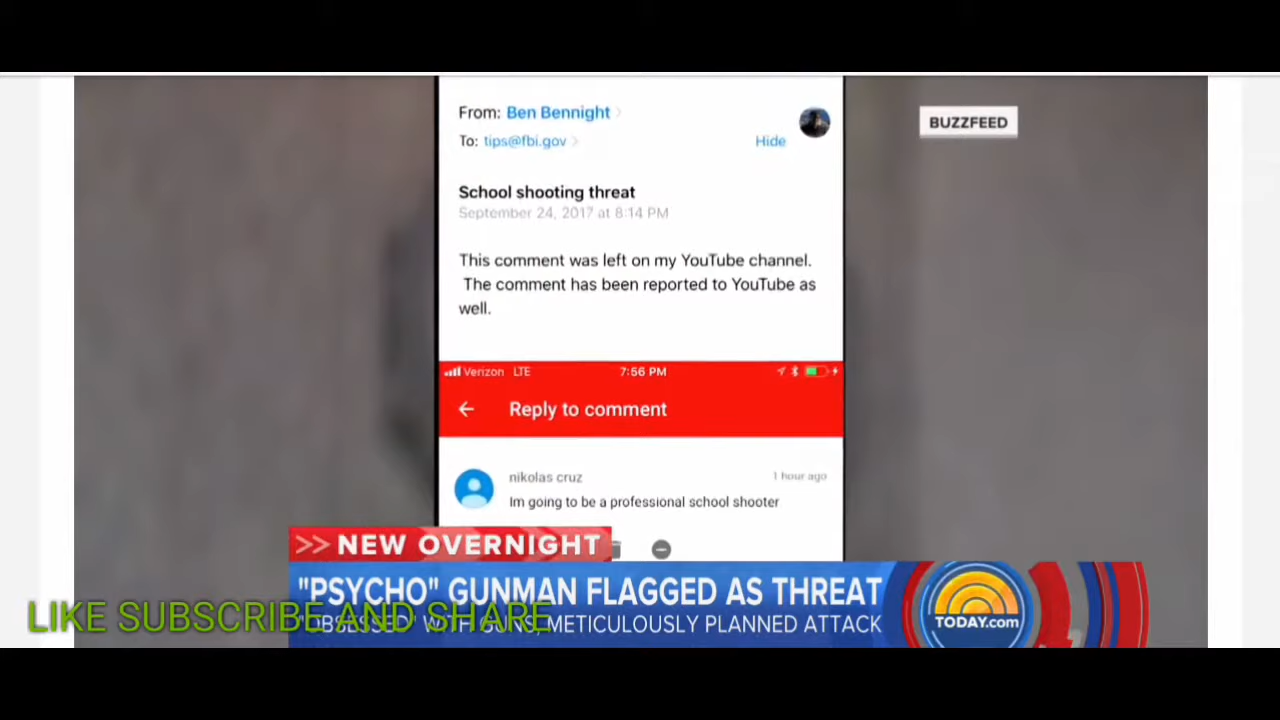 From: Ben Bennight
BUZZFEED
To: tips@fbi.gov
Hide
School shooting threat
September 24, 2017 at 8:14 PM
This comment was left on my YouTube channel.
The comment has been reported to YouTube as
well.
Verizon LTE
7:56 PM
Reply to comment
nikolas cruz
1 hour ago
Im going to be a professional school shooter
>> NEW OVERNIGHT
"PSYCHO" GUNMAN FLAGGED AS THREAT
LIKE SUBSCRIBE AND SHARE
"OBSESSED" WITH GUNS, METICULOUSLY PLANNED ATTACK
TODAY.com